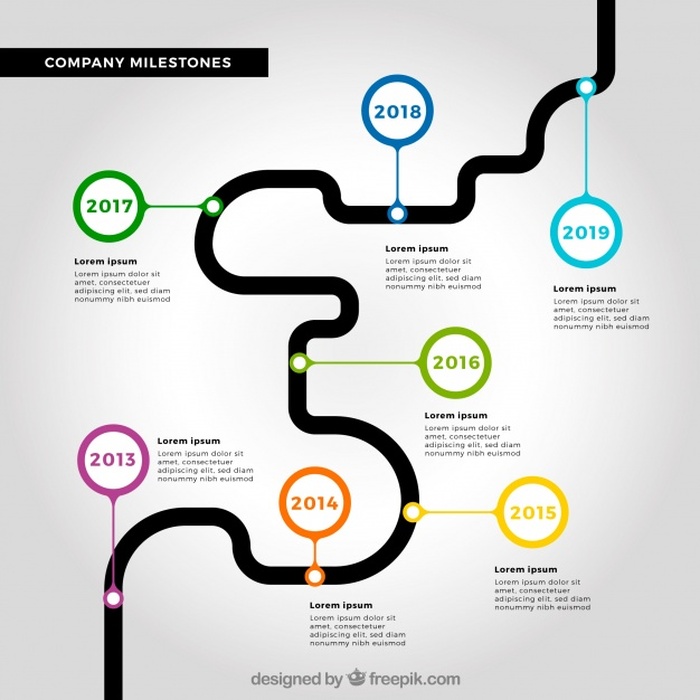 COMPANY MILESTONES
2018
2017
Lorem ipsum
Lorem ipsum dolor sit
amet, consectetuer
adipiscing elit, sed diam
nonummy nibh euismod
Lorem ipsum
Lorem ipsum dolor sit
amet, consectetuer
adipiscing elit, sed diam
nonummy nibh euismod
2019
Lorem ipsum
Lorem ipsum dolor sit
amet, consectetuer
adipiscing elit, sed diam
nonummy nibh euismod
2016
Lorem ipsum
Lorem ipsum dolor sit
amet, consectetuer
adipiscing elit, sed diam
nonummy nibh euismod
2013
Lorem ipsum
Lorem ipsum dolor sit
amet, consectetuer
adipiscing elit, sed diam
nonummy nibh euismod
2014
Lorem ipsum
Lorem ipsum dolor sit
amet, consectetuer
adipiscing elit, sed diam
nonummy nibh euismod
2015
Lorem ipsum
Lorem ipsum dolor sit
amet, consectetuer
adipiscing elit, sed diam
nonummy nibh euismod
designed by freepik.com